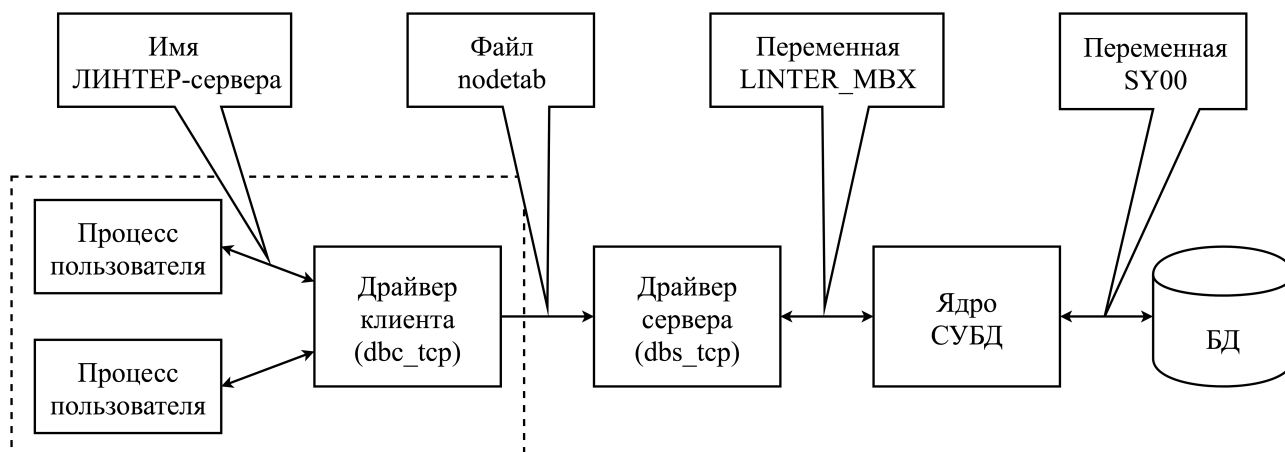 Имя
ЛИНТЕР-сервера
Файл
nodetab
Переменная
LINTER_MBX
Переменная
SY00
Процесс
пользователя
Драйвер
клиента
(dbc_tcp)
Драйвер
сервера
(dbs_tcp)
Ядро
СУБД
БД
Процесс
пользователя